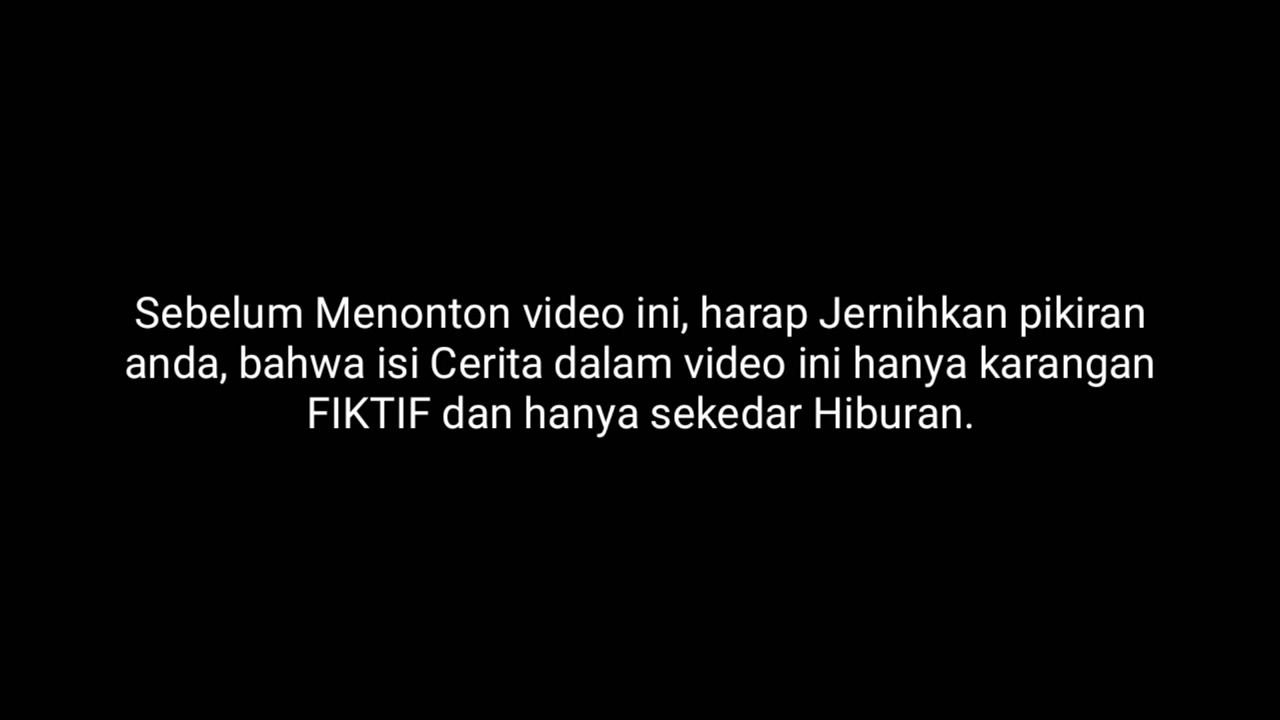 Sebelum Menonton video ini, harap Jernihkan pikiran
anda, bahwa isi Cerita dalam video ini hanya karangan
FIKTIF dan hanya sekedar Hiburan.